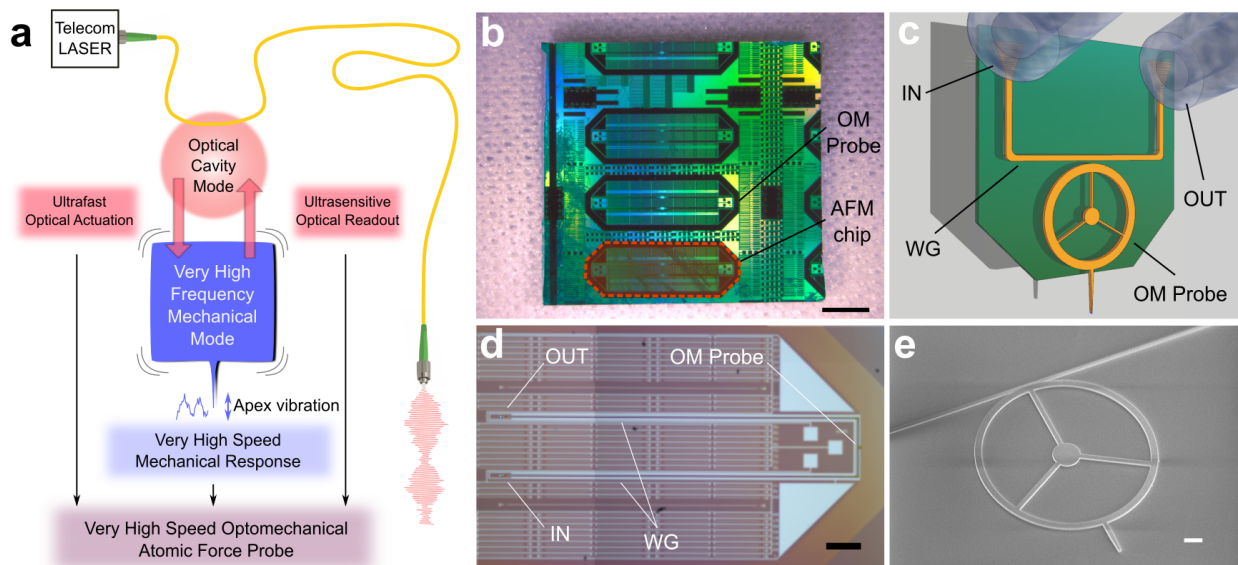 a
Telecom
LASER
Optical
Cavity
Mode
Ultrafast
Optical Actuation
Ultrasensitive
Optical Readout
Very High
Frequency
Mechanical
Mode
Apex vibration
Very High Speed
Mechanical Response
Very High Speed Optomechanical
Atomic Force Probe
b
OM
Probe
AFM
chip
c
IN
OUT
WG
OM Probe
d
OUT
OM Probe
IN
WG
e